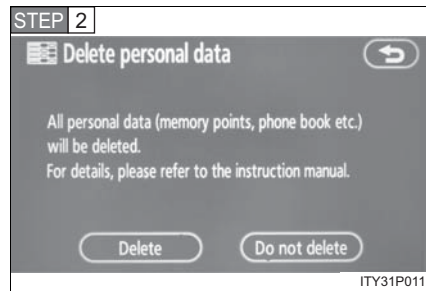 STEP 2
Delete personal data
All personal data (memory points, phone book etc.)
will be deleted.
For details, please refer to the instruction manual.
Delete Do not delete
ITY31P011